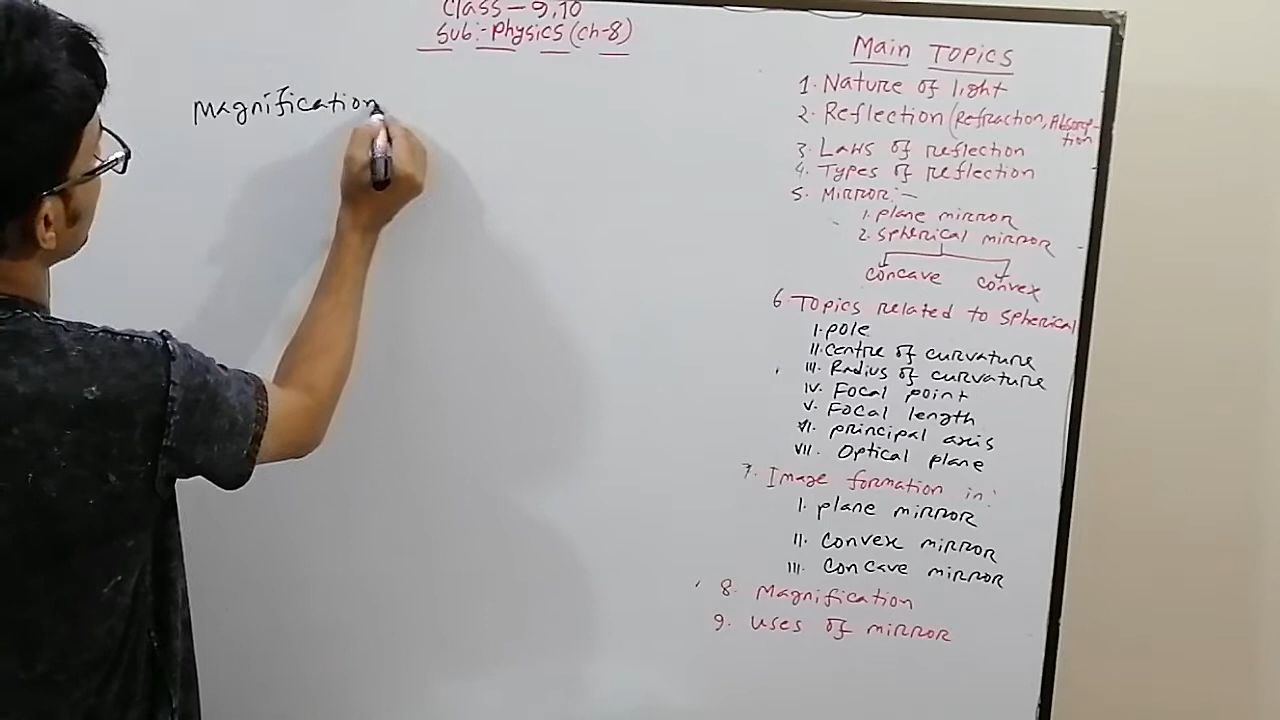 Class - 9, 10
Sub:- Physics (ch-8)
Magnification
Main Topics
1. Nature of light
2. Reflection (Refraction, Absorp-
tion
3. Laws of reflection
4. Types of reflection
5. Mirror:-
1. plane mirror
2. spherical mirror
concave convex
6. Topics related to spherical
I. pole
II. Centre of curvature
III. Radius of curvature
IV. Focal point
V. Focal length
VI. principal axis
VII. Optical plane
7. Image formation in:
I. plane mirror
II. Convex mirror
III. Concave mirror
8. Magnification
9. Uses of mirror